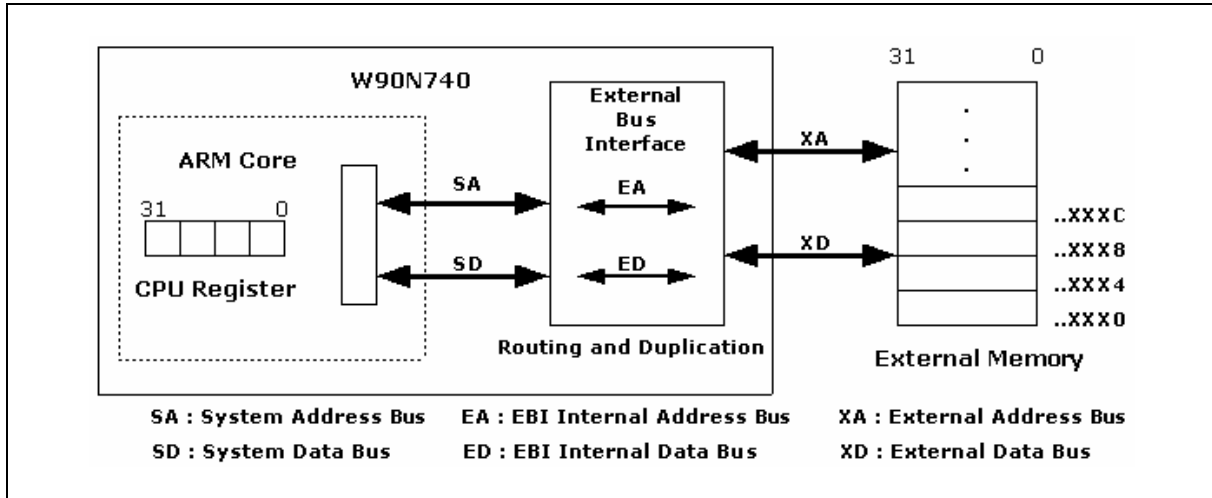 W90N740
ARM Core
31 0
CPU Register
SA
SD
External
Bus
Interface
EA
ED
Routing and Duplication
XA
XD
31 0
.
.
.
..XXXC
..XXX8
..XXX4
..XXX0
External Memory
SA : System Address Bus EA : EBI Internal Address Bus XA : External Address Bus
SD : System Data Bus ED : EBI Internal Data Bus XD : External Data Bus